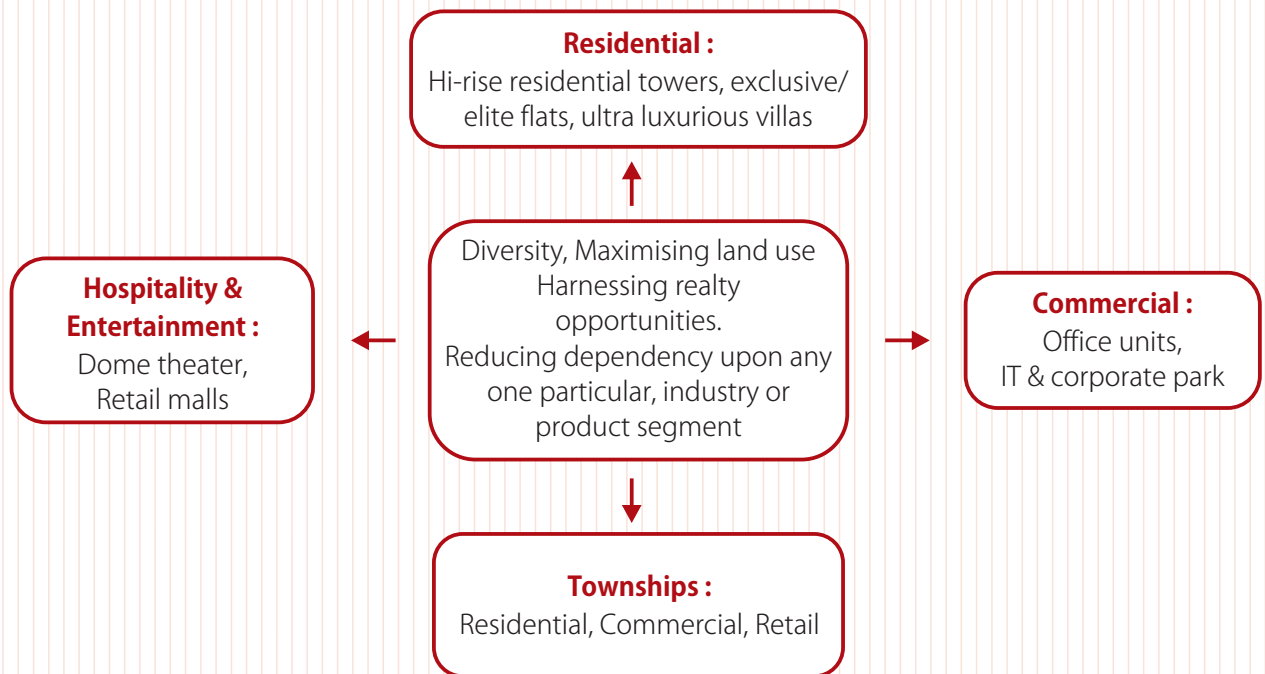 Residential :
Hi-rise residential towers, exclusive/
elite flats, ultra luxurious villas
Hospitality &
Entertainment :
Dome theater,
Retail malls
Diversity, Maximising land use
Harnessing realty
opportunities.
Reducing dependency upon any
one particular, industry or
product segment
Commercial :
Office units,
IT & corporate park
Townships :
Residential, Commercial, Retail